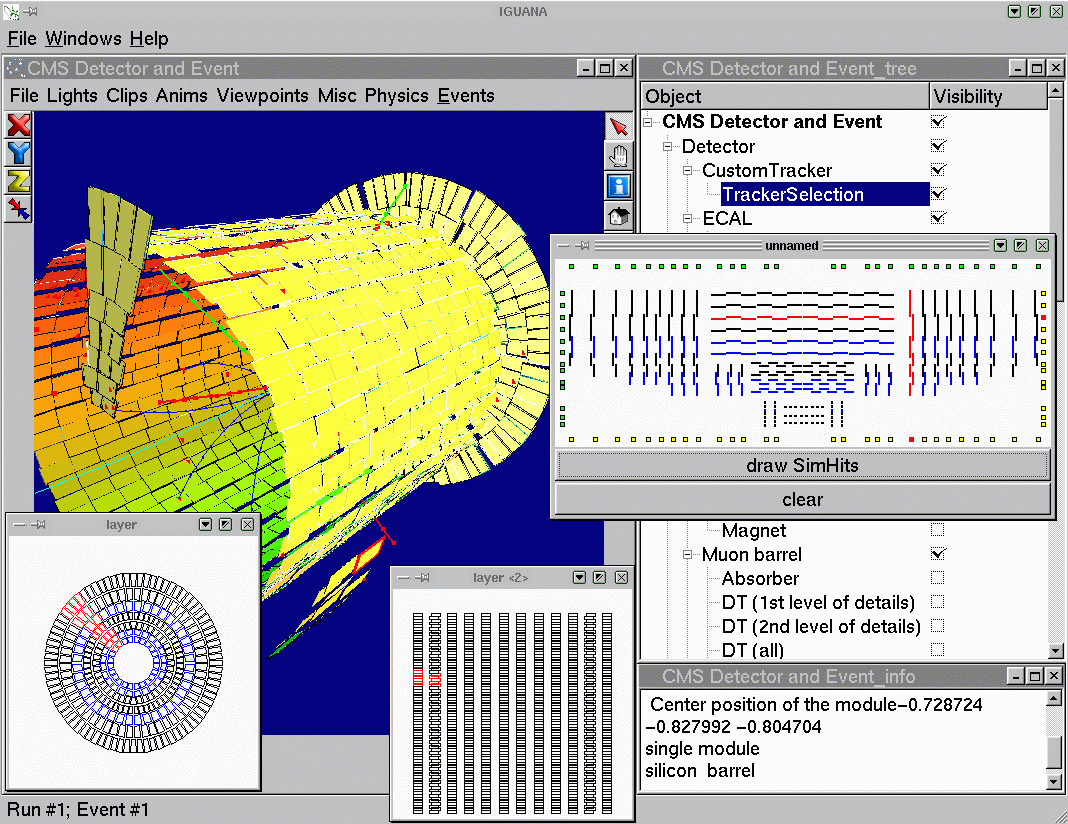 IGUANA
File Windows Help
CMS Detector and Event
File Lights Clips Anims Viewpoints Misc Physics Events
X
Y
Z
i
CMS Detector and Event_tree
Object Visibility
CMS Detector and Event
Detector
CustomTracker
TrackerSelection
ECAL
unnamed
draw SimHits
clear
Magnet
Muon barrel
Absorber
DT (1st level of details)
DT (2nd level of details)
DT (all)
layer
layer <2>
CMS Detector and Event_info
Center position of the module-0.728724
-0.827992 -0.804704
single module
silicon barrel
Run #1; Event #1